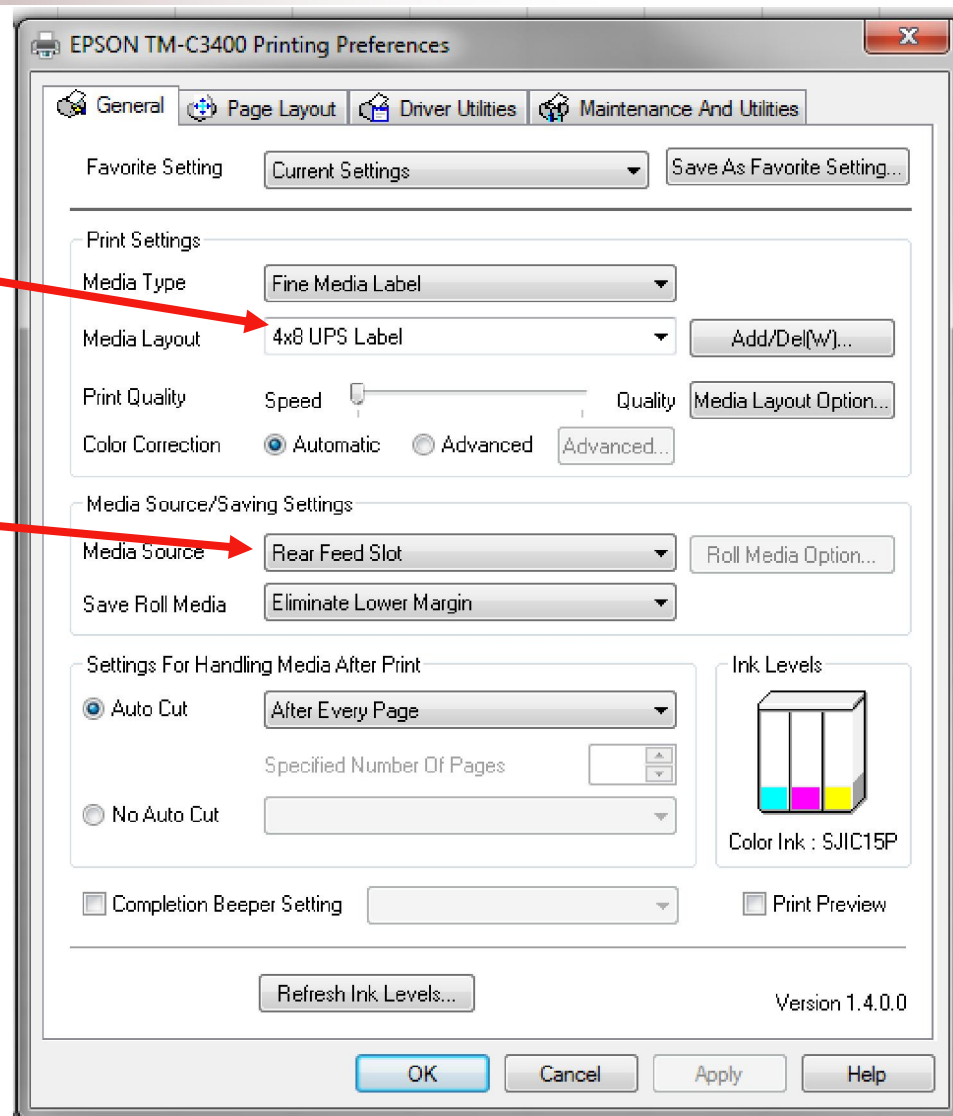 EPSON TM-C3400 Printing Preferences
X
General Page Layout Driver Utilities Maintenance And Utilities
Favorite Setting Current Settings Save As Favorite Setting...
Print Settings
Media Type Fine Media Label
Media Layout 4x8 UPS Label Add/Del(W)...
Print Quality Speed Quality Media Layout Option...
Color Correction Automatic Advanced Advanced...
Media Source/Saving Settings
Media Source Rear Feed Slot Roll Media Option...
Save Roll Media Eliminate Lower Margin
Settings For Handling Media After Print Ink Levels
Auto Cut After Every Page
Specified Number Of Pages
No Auto Cut
Color Ink : SJIC15P
Completion Beeper Setting Print Preview
Refresh Ink Levels... Version 1.4.0.0
OK Cancel Apply Help